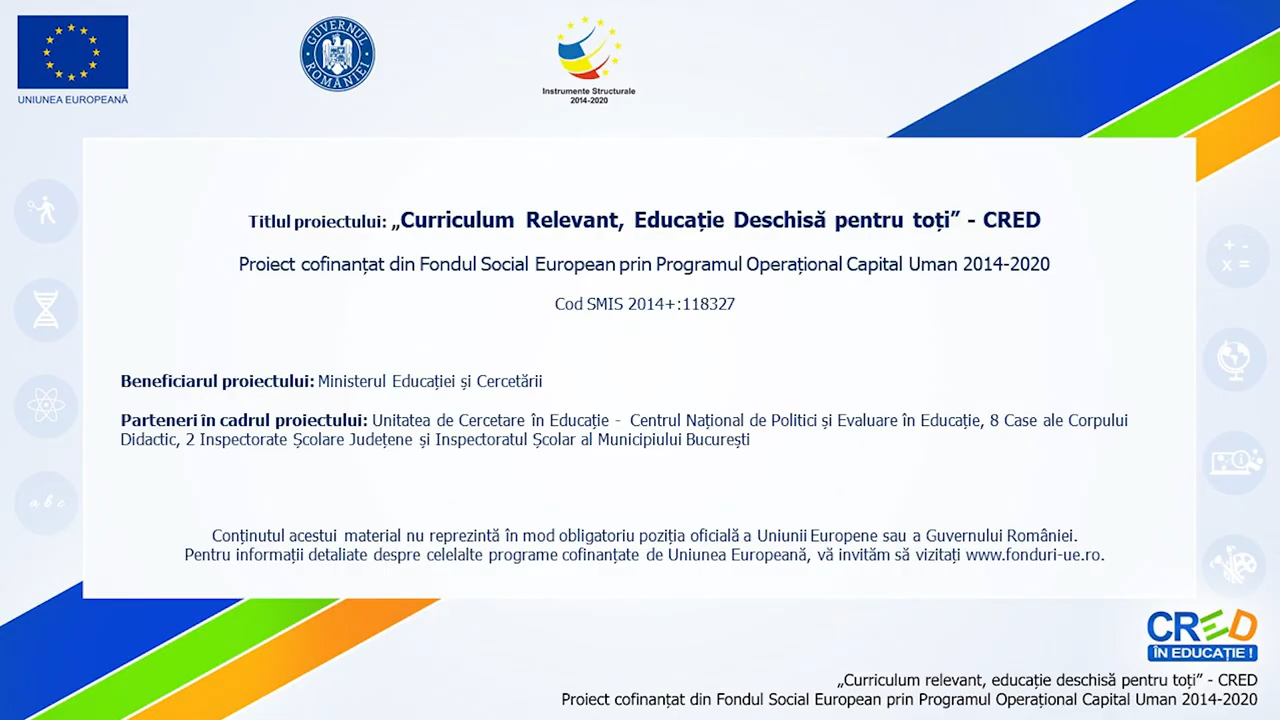 UNIUNEA EUROPEANĂ
GUVERNUL ROMÂNIEI
Instrumente Structurale
2014-2020
Titlul proiectului: „Curriculum Relevant, Educație Deschisă pentru toți” - CRED
Proiect cofinanțat din Fondul Social European prin Programul Operațional Capital Uman 2014-2020
Cod SMIS 2014+:118327
+ -
x =
Beneficiarul proiectului: Ministerul Educației și Cercetării
Parteneri în cadrul proiectului: Unitatea de Cercetare în Educație - Centrul Național de Politici și Evaluare în Educație, 8 Case ale Corpului
Didactic, 2 Inspectorate Școlare Județene și Inspectoratul Școlar al Municipiului București
a b c
Conținutul acestui material nu reprezintă în mod obligatoriu poziția oficială a Uniunii Europene sau a Guvernului României.
Pentru informații detaliate despre celelalte programe cofinanțate de Uniunea Europeană, vă invităm să vizitați www.fonduri-ue.ro.
CRED
ÎN EDUCAȚIE !
„Curriculum relevant, educație deschisă pentru toți” - CRED
Proiect cofinanțat din Fondul Social European prin Programul Operațional Capital Uman 2014-2020